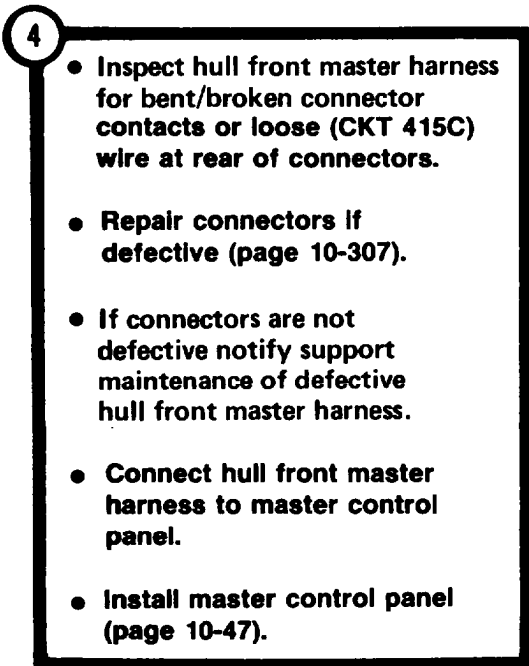 4
● Inspect hull front master harness
for bent/broken connector
contacts or loose (CKT 415C)
wire at rear of connectors.
● Repair connectors if
defective (page 10-307).
● If connectors are not
defective notify support
maintenance of defective
hull front master harness.
● Connect hull front master
harness to master control
panel.
● Install master control panel
(page 10-47).